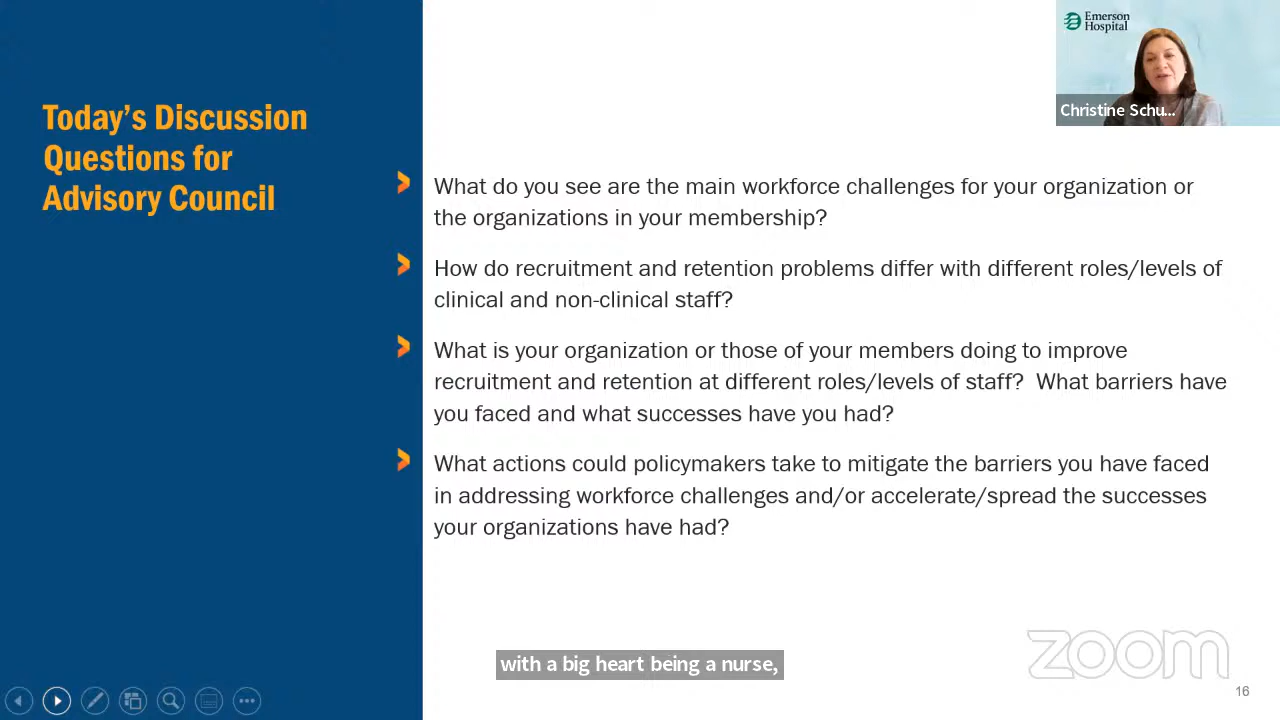 Emerson
Hospital
Christine Schu...
Today's Discussion
Questions for
Advisory Council
What do you see are the main workforce challenges for your organization or
the organizations in your membership?
How do recruitment and retention problems differ with different roles/levels of
clinical and non-clinical staff?
What is your organization or those of your members doing to improve
recruitment and retention at different roles/levels of staff?  What barriers have
you faced and what successes have you had?
What actions could policymakers take to mitigate the barriers you have faced
in addressing workforce challenges and/or accelerate/spread the successes
your organizations have had?
with a big heart being a nurse,
zoom
16